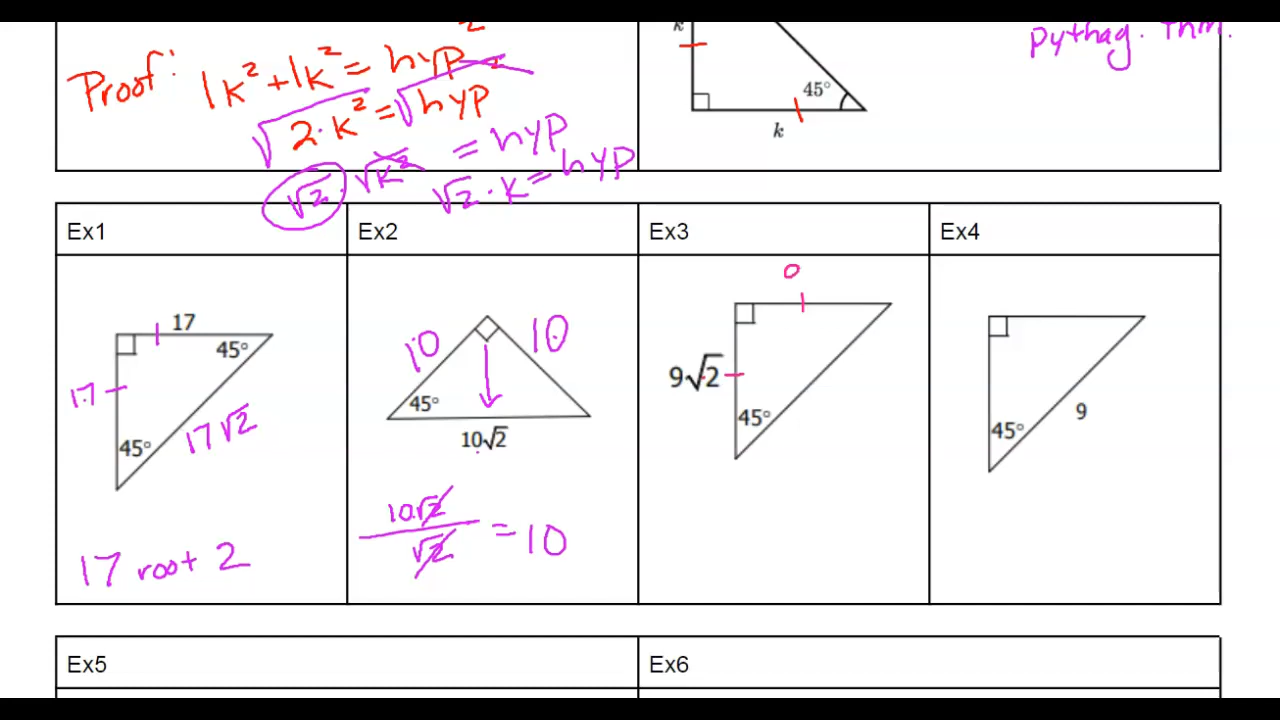 Proof: 1k² + 1k² = hyp²
√2·k² = √hyp
√2 · √k² = hyp
√2 · k = hyp
k
45°
k
pythag. thm.
Ex1
17
45°
17
45°
17√2
17 root 2
Ex2
10
10
45°
10√2
10√2/√2 = 10
Ex3
9√2
45°
Ex4
45°
9
Ex5
Ex6